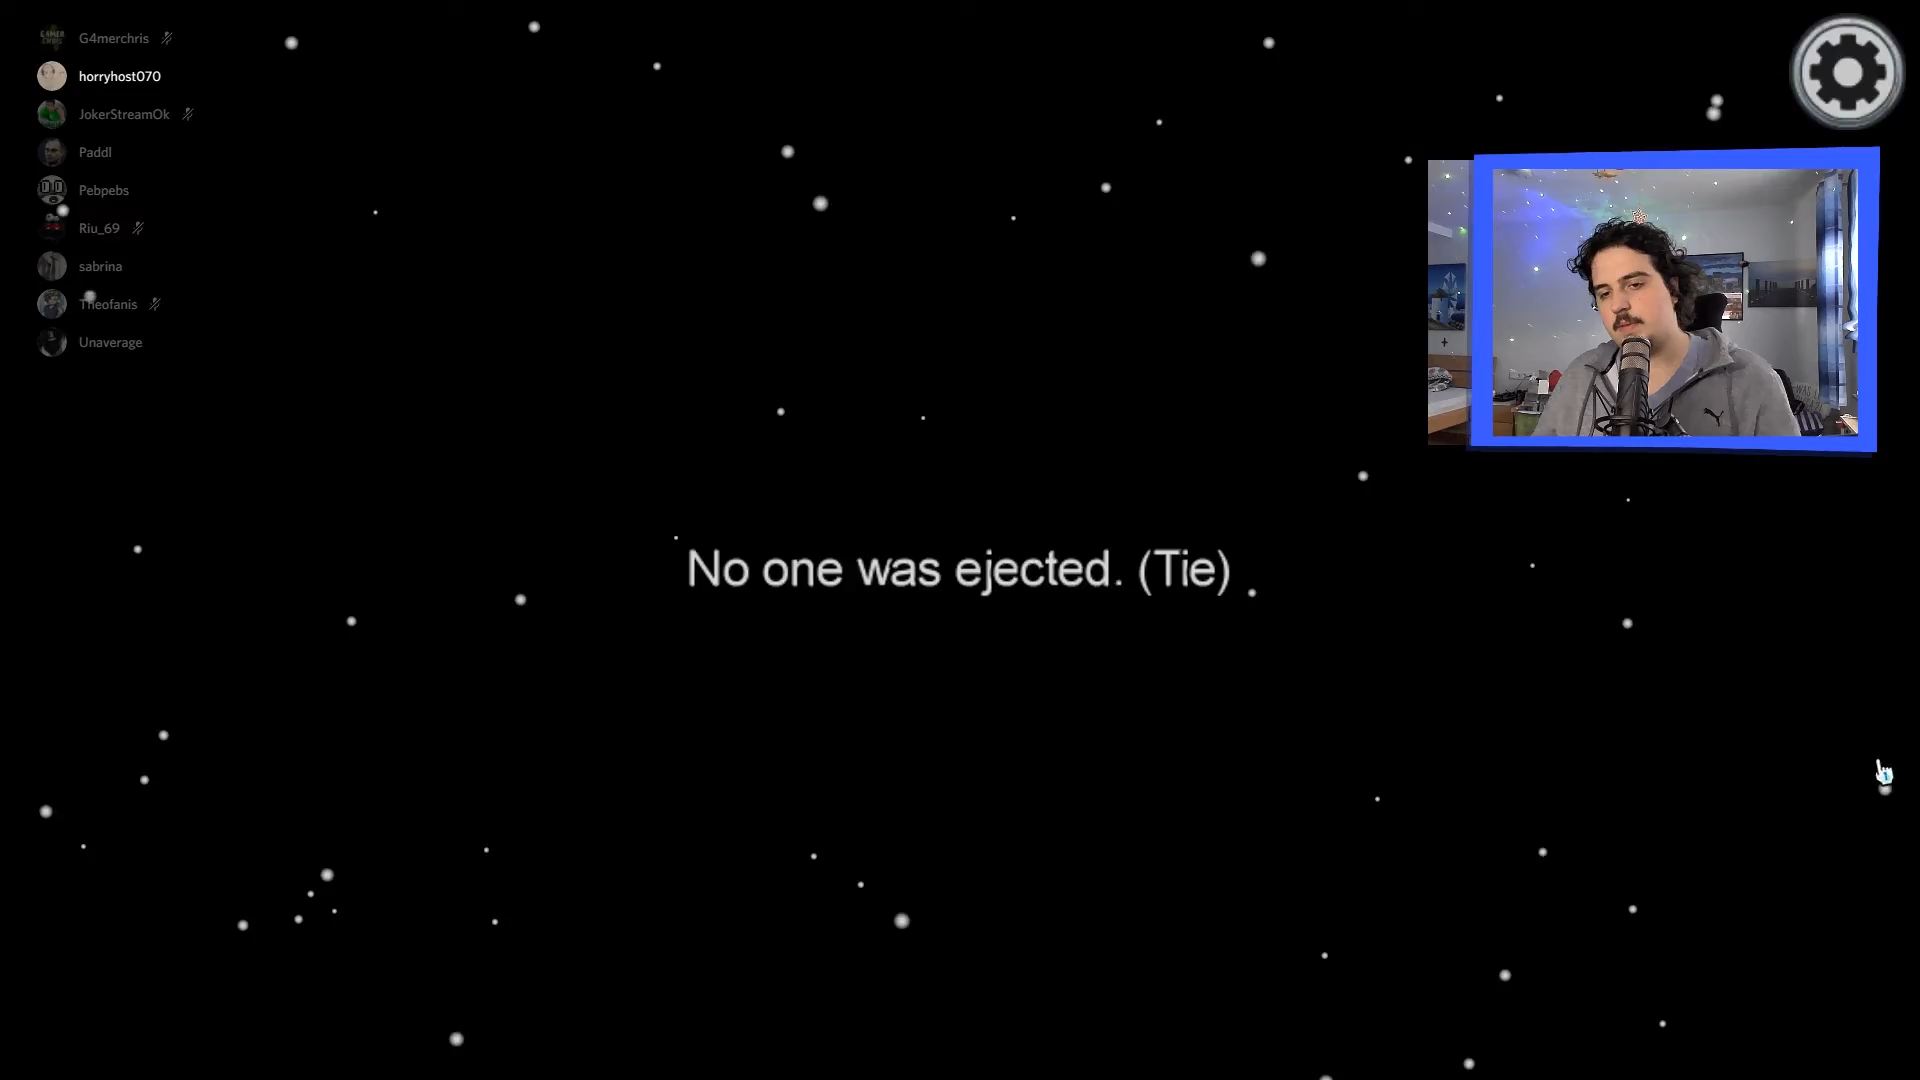 G4merchris
horryhost070
JokerStreamOk
Paddl
Pebpebs
Riu_69
sabrina
Theofanis
Unaverage
No one was ejected. (Tie)